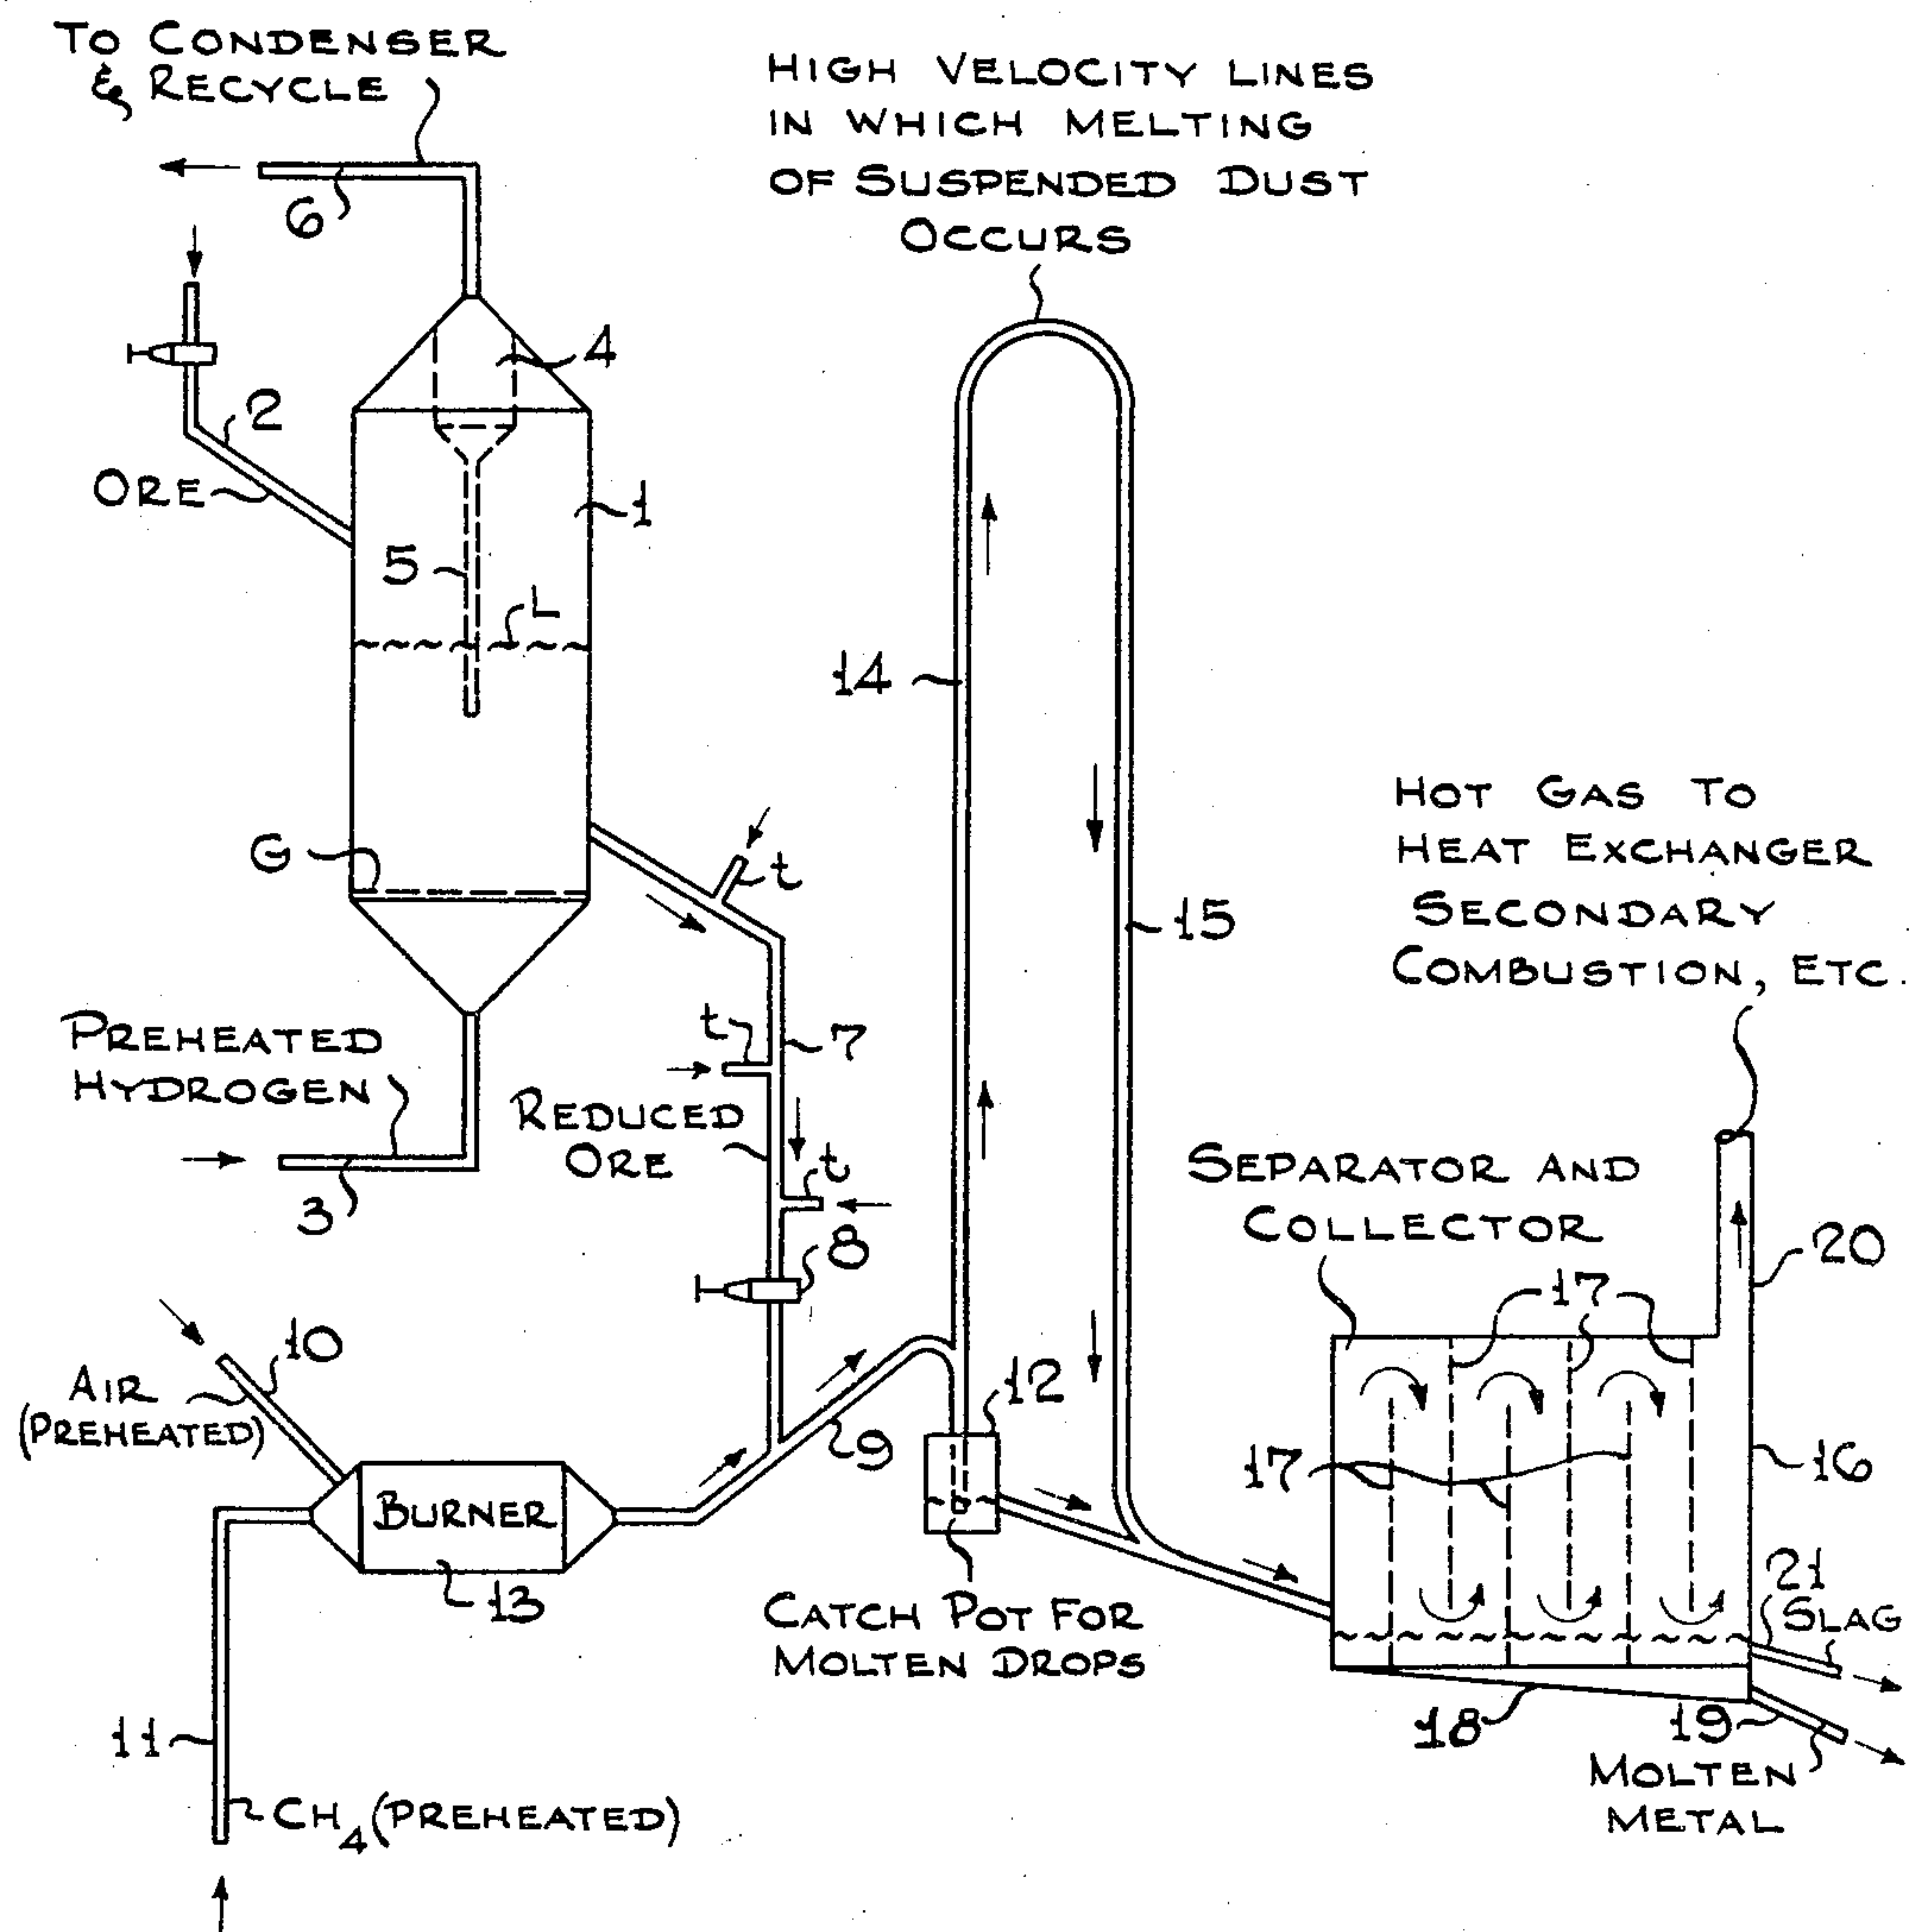 TO CONDENSER
& RECYCLE
HIGH VELOCITY LINES
IN WHICH MELTING
OF SUSPENDED DUST
OCCURS
6
4
2
ORE
1
5
L
14
HOT GAS TO
HEAT EXCHANGER
SECONDARY
COMBUSTION, ETC.
G
t
15
PREHEATED
HYDROGEN
t
7
REDUCED
ORE
t
3
SEPARATOR AND
COLLECTOR
8
20
17
10
AIR
(PREHEATED)
12
9
17
16
BURNER
13
CATCH POT FOR
MOLTEN DROPS
21
SLAG
11
18
19
MOLTEN
METAL
CH4 (PREHEATED)